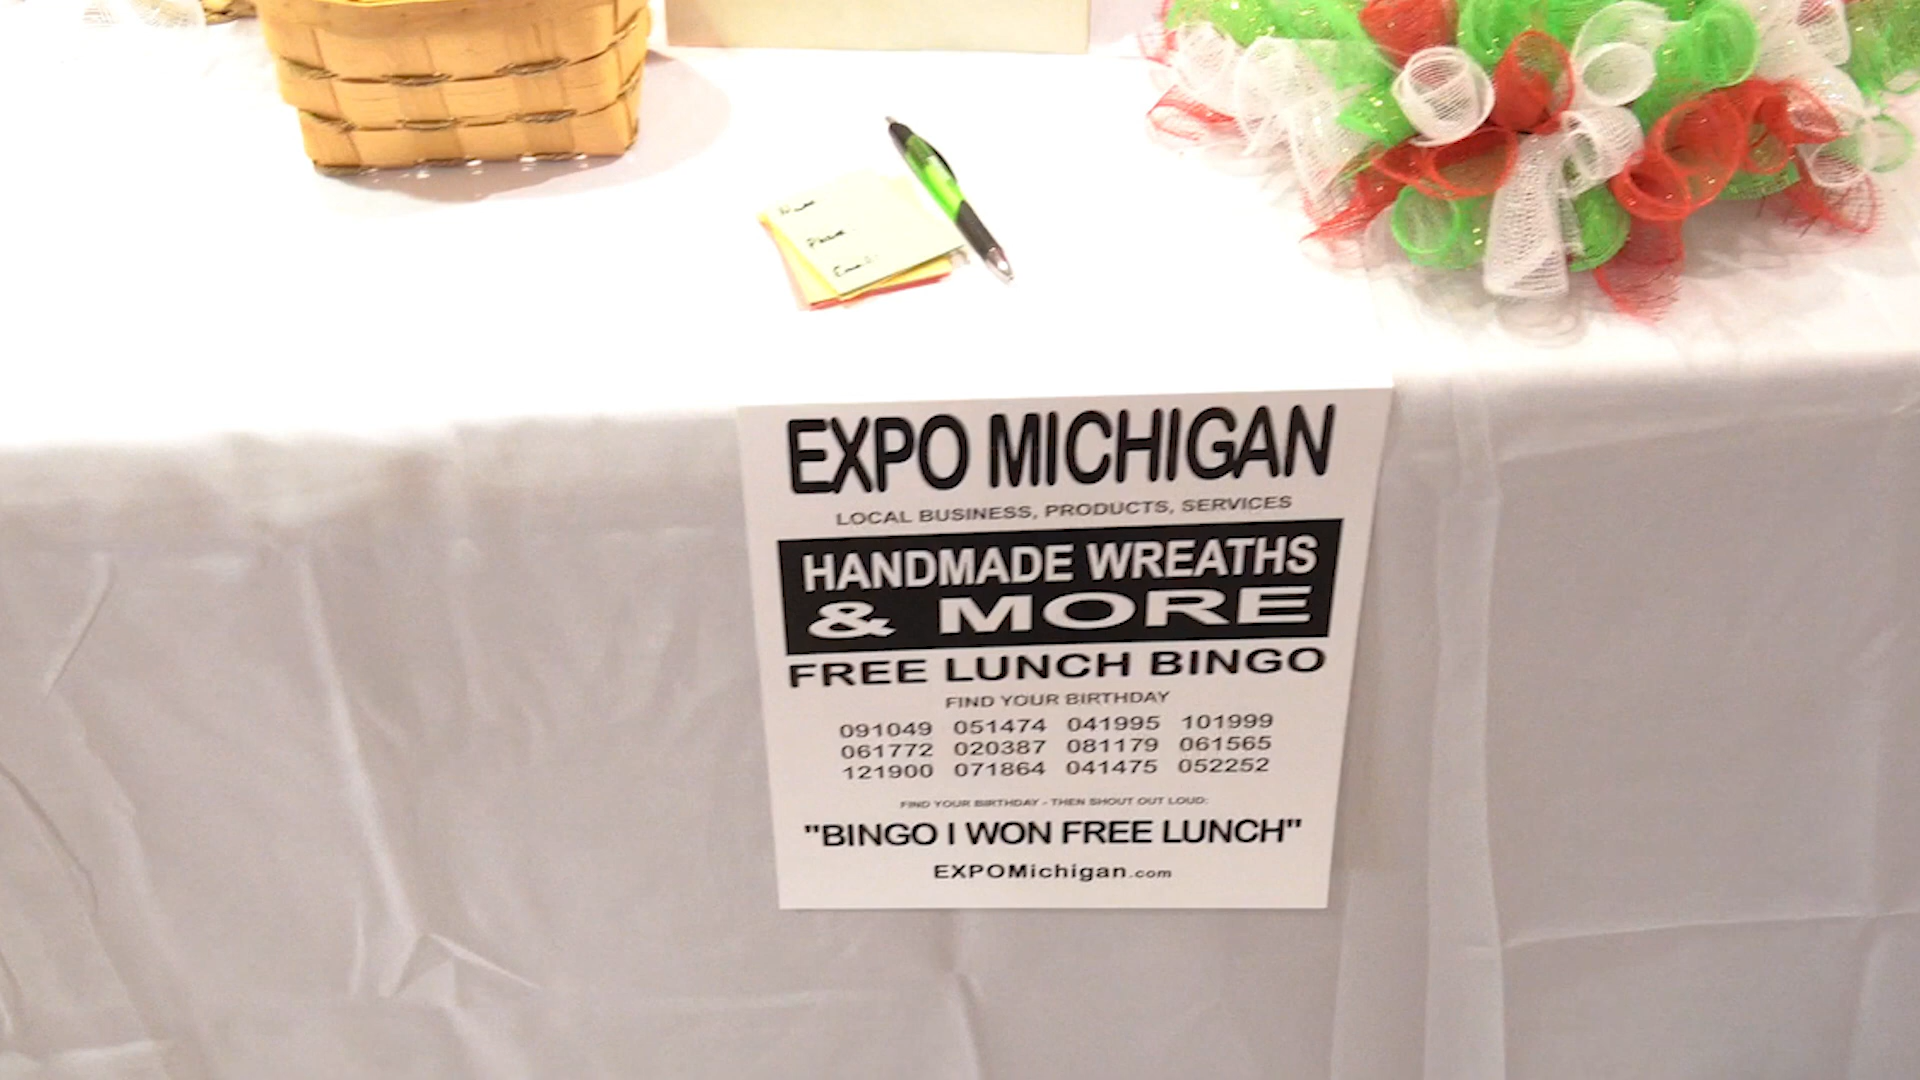 Phone:
Email:
EXPO MICHIGAN
LOCAL BUSINESS, PRODUCTS, SERVICES
HANDMADE WREATHS
& MORE
FREE LUNCH BINGO
FIND YOUR BIRTHDAY
091049 051474 041995 101999
061772 020387 081179 061565
121900 071864 041475 052252
FIND YOUR BIRTHDAY - THEN SHOUT OUT LOUD:
"BINGO I WON FREE LUNCH"
EXPOMichigan.com